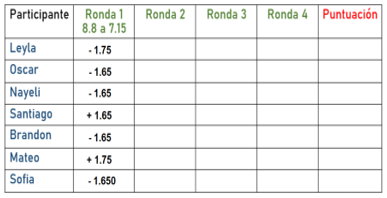 Participante Ronda 1 Ronda 2 Ronda 3 Ronda 4 Puntuación
8.8 a 7.15
Leyla - 1.75
Oscar - 1.65
Nayeli - 1.65
Santiago + 1.65
Brandon - 1.65
Mateo + 1.75
Sofia - 1.650